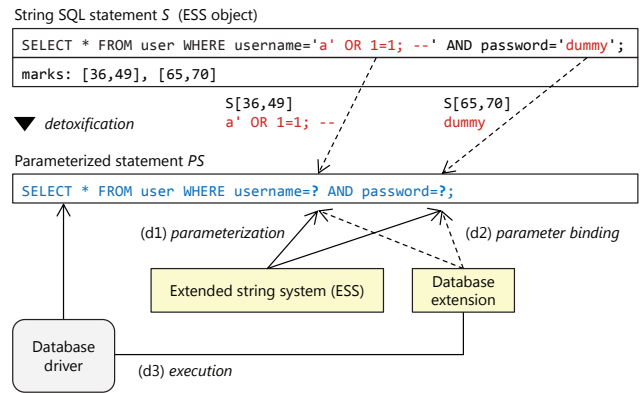 String SQL statement S (ESS object)
SELECT * FROM user WHERE username='a' OR 1=1; --' AND password='dummy';
marks: [36,49], [65,70]
S[36,49] S[65,70]
detoxification a' OR 1=1; -- dummy
Parameterized statement PS
SELECT * FROM user WHERE username=? AND password=?;
(d1) parameterization (d2) parameter binding
Extended string system (ESS)
Database
extension
Database
driver
(d3) execution